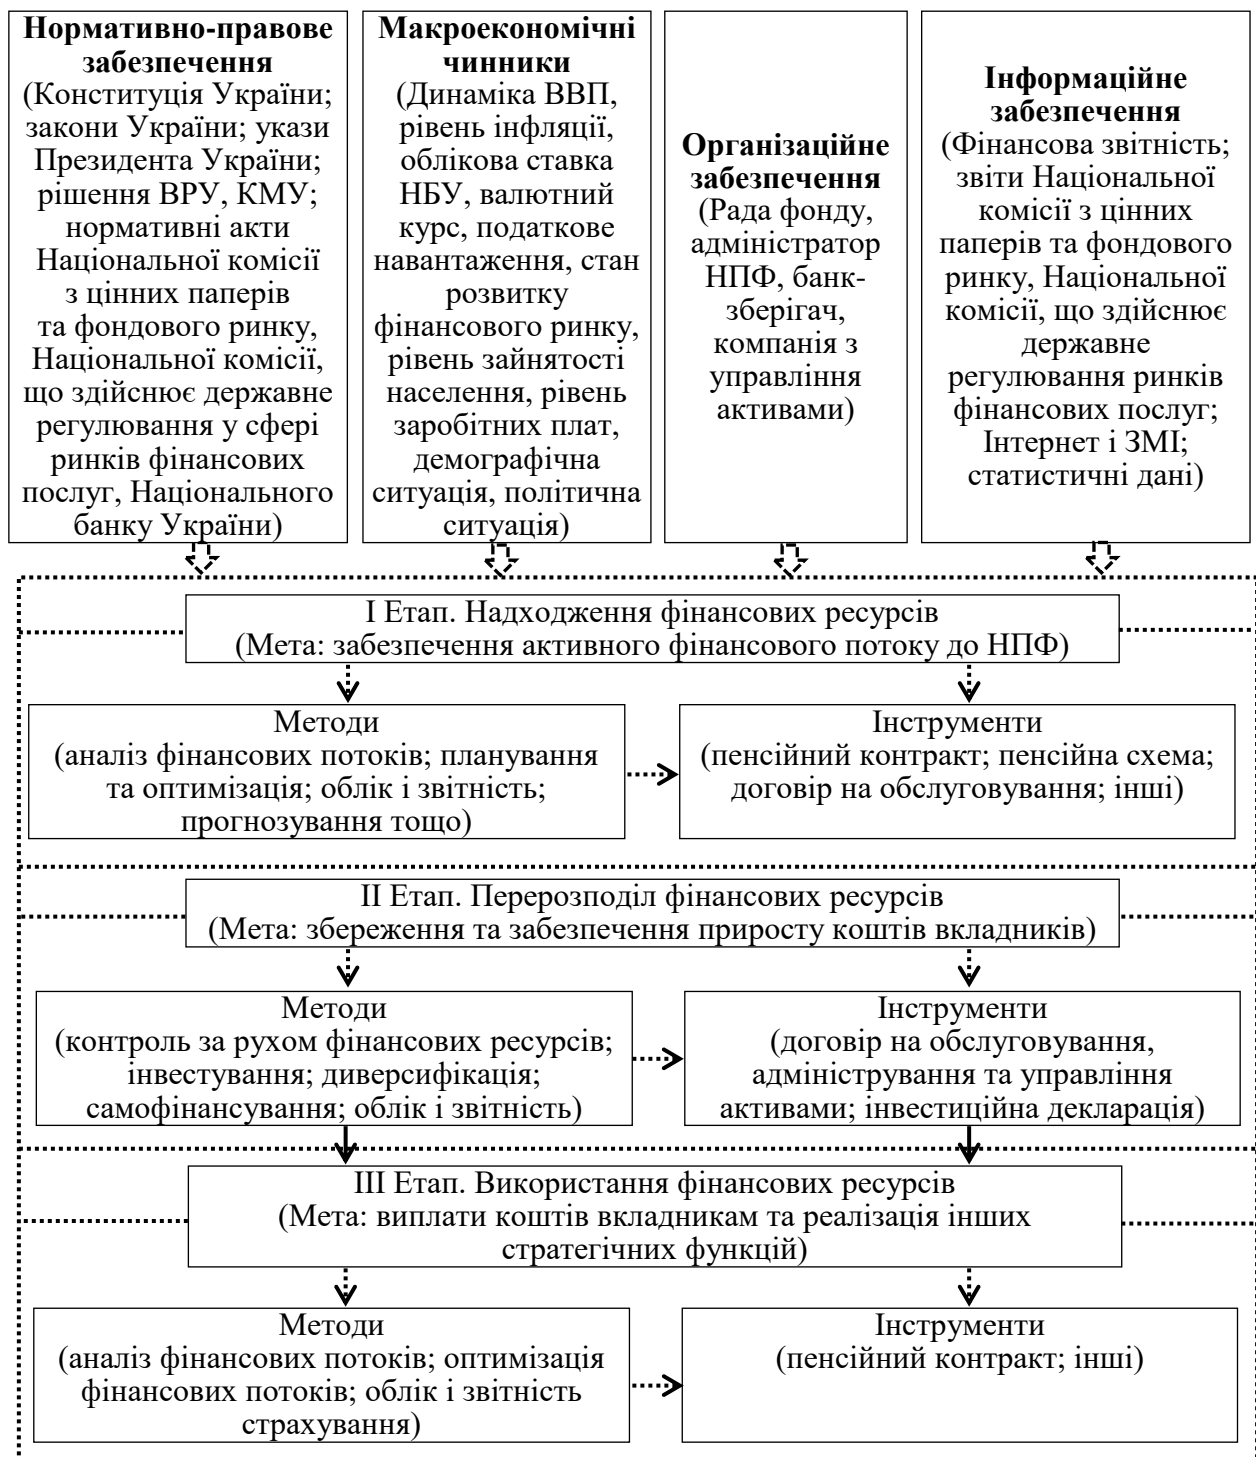 Нормативно-правове
забезпечення
(Конституція України;
закони України; укази
Президента України;
рішення ВРУ, КМУ;
нормативні акти
Національної комісії
з цінних паперів
та фондового ринку,
Національної комісії,
що здійснює державне
регулювання у сфері
ринків фінансових
послуг, Національного
банку України)
Макроекономічні
чинники
(Динаміка ВВП,
рівень інфляції,
облікова ставка
НБУ, валютний
курс, податкове
навантаження, стан
розвитку
фінансового ринку,
рівень зайнятості
населення, рівень
заробітних плат,
демографічна
ситуація, політична
ситуація)
Організаційне
забезпечення
(Рада фонду,
адміністратор
НПФ, банк-
зберігач,
компанія з
управління
активами)
Інформаційне
забезпечення
(Фінансова звітність;
звіти Національної
комісії з цінних
паперів та фондового
ринку, Національної
комісії, що здійснює
державне
регулювання ринків
фінансових послуг;
Інтернет і ЗМІ;
статистичні дані)
І Етап. Надходження фінансових ресурсів
(Мета: забезпечення активного фінансового потоку до НПФ)
Методи
(аналіз фінансових потоків; планування
та оптимізація; облік і звітність;
прогнозування тощо)
Інструменти
(пенсійний контракт; пенсійна схема;
договір на обслуговування; інші)
ІІ Етап. Перерозподіл фінансових ресурсів
(Мета: збереження та забезпечення приросту коштів вкладників)
Методи
(контроль за рухом фінансових ресурсів;
інвестування; диверсифікація;
самофінансування; облік і звітність)
Інструменти
(договір на обслуговування,
адміністрування та управління
активами; інвестиційна декларація)
ІІІ Етап. Використання фінансових ресурсів
(Мета: виплати коштів вкладникам та реалізація інших
стратегічних функцій)
Методи
(аналіз фінансових потоків; оптимізація
фінансових потоків; облік і звітність
страхування)
Інструменти
(пенсійний контракт; інші)